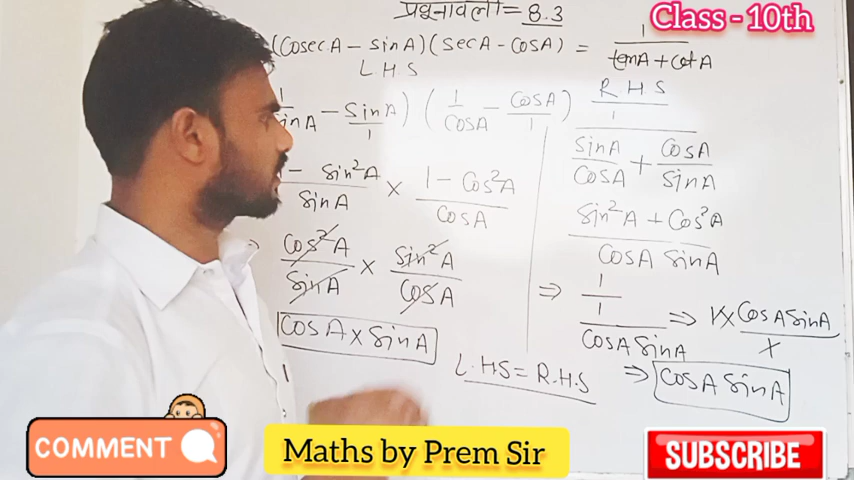 प्रश्नावली = 8.3
Class - 10th
(CosecA - sinA) (SecA - CosA) = 1 / tanA + CotA
L.H.S
R.H.S
1/SinA - SinA/1) (1/CosA - CosA/1)
1 / (SinA/CosA + CosA/SinA)
- Sin²A / SinA × 1 - Cos²A / CosA
Sin²A + Cos²A / CosA SinA
Cos²A / SinA × Sin²A / CosA
⇒ 1 / (1 / CosA SinA) ⇒ 1 × CosA SinA / 1
CosA × SinA
L.HS = R.H.S
⇒ CosA SinA
COMMENT
Maths by Prem Sir
SUBSCRIBE